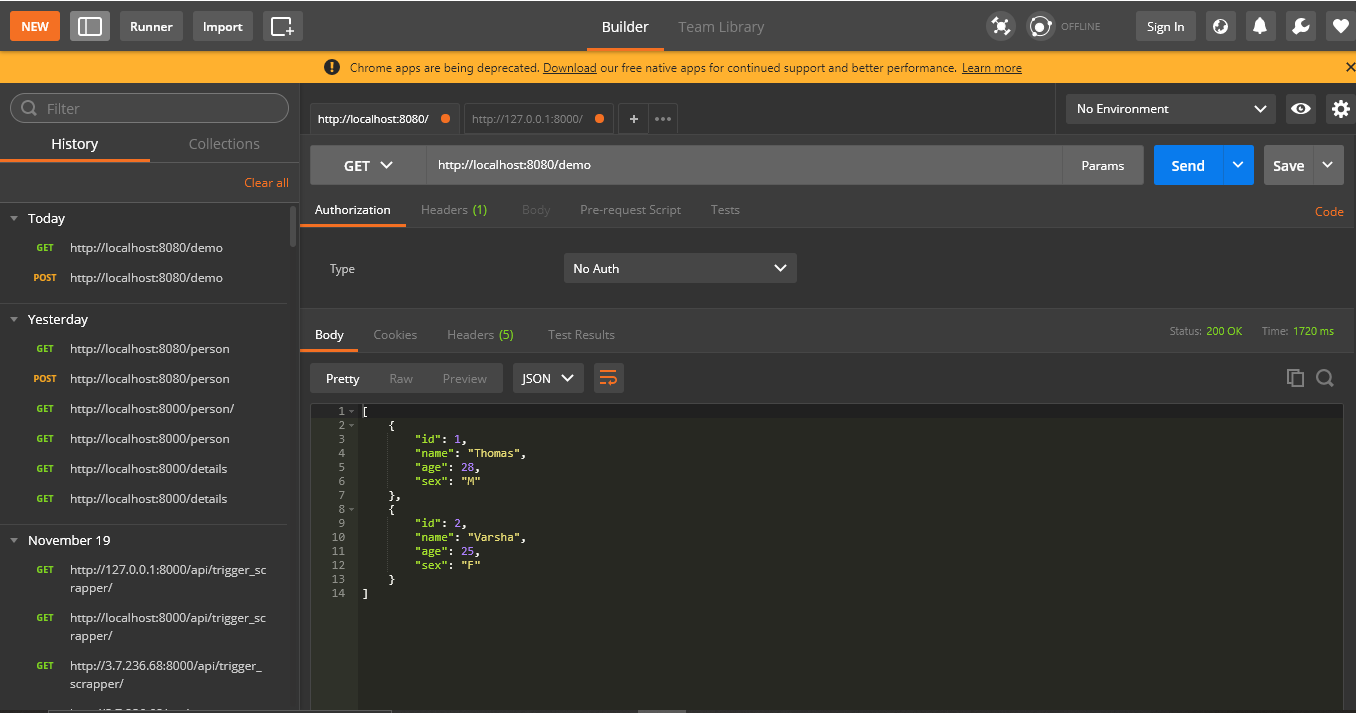 NEW
Runner
Import
Builder
Team Library
OFFLINE
Sign In
Chrome apps are being deprecated. Download our free native apps for continued support and better performance. Learn more
Filter
History
Collections
Clear all
Today
GET http://localhost:8080/demo
POST http://localhost:8080/demo
Yesterday
GET http://localhost:8080/person
POST http://localhost:8080/person
GET http://localhost:8000/person/
GET http://localhost:8000/person
GET http://localhost:8000/details
GET http://localhost:8000/details
November 19
GET http://127.0.0.1:8000/api/trigger_sc
rapper/
GET http://localhost:8000/api/trigger_sc
rapper/
GET http://3.7.236.68:8000/api/trigger_
scrapper/
http://localhost:8080/
http://127.0.0.1:8000/
No Environment
GET
http://localhost:8080/demo
Params
Send
Save
Authorization
Headers (1)
Body
Pre-request Script
Tests
Code
Type
No Auth
Body
Cookies
Headers (5)
Test Results
Status: 200 OK
Time: 1720 ms
Pretty
Raw
Preview
JSON
1 [
2 {
3 "id": 1,
4 "name": "Thomas",
5 "age": 28,
6 "sex": "M"
7 },
8 {
9 "id": 2,
10 "name": "Varsha",
11 "age": 25,
12 "sex": "F"
13 }
14 ]